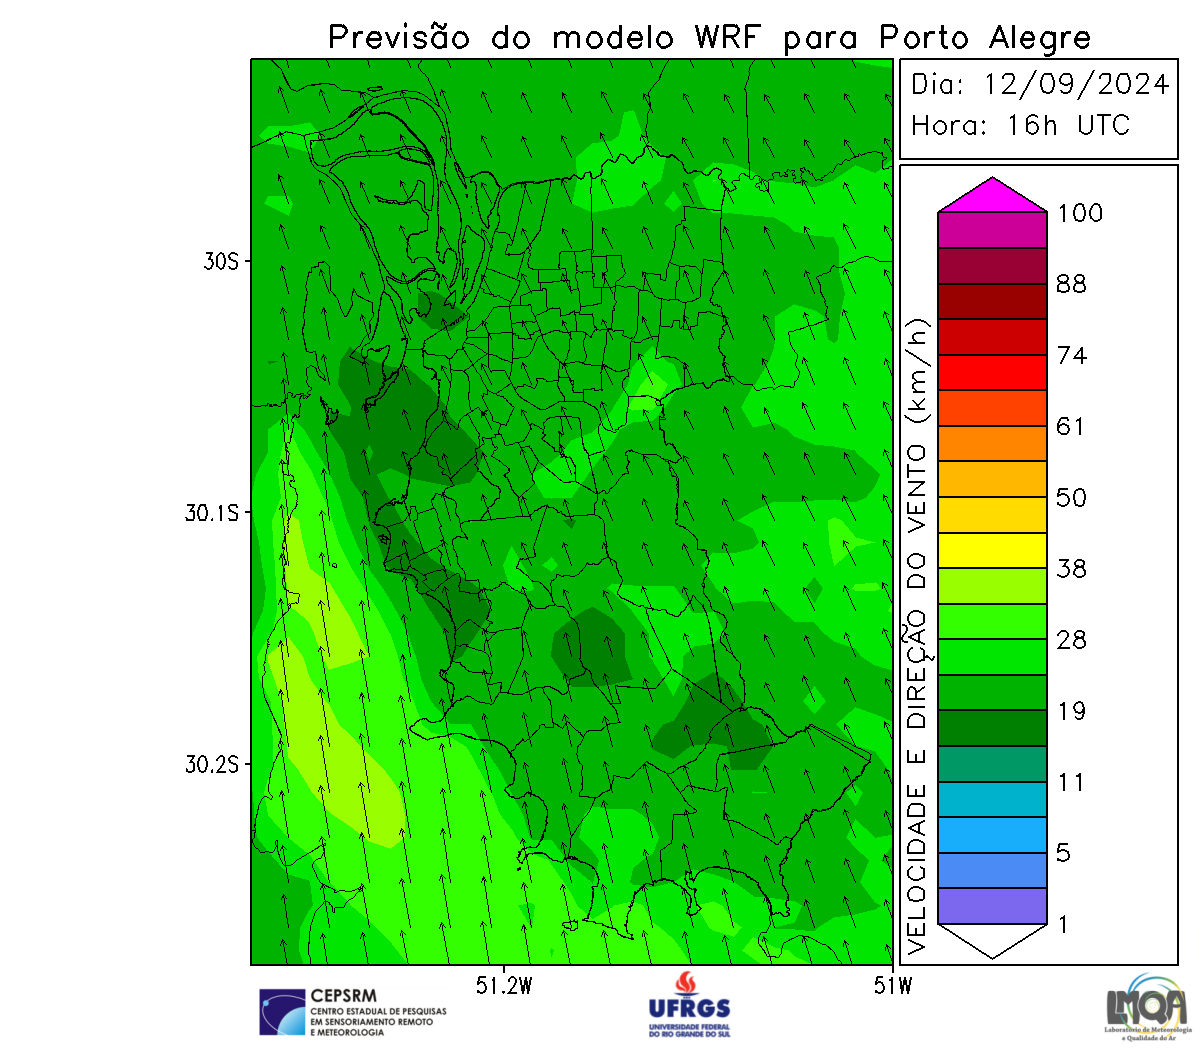 Previsão do modelo WRF para Porto Alegre
Dia: 12/09/2024
Hora: 16h UTC
30S
30.1S
30.2S
51.2W
51W
VELOCIDADE E DIREÇÃO DO VENTO (km/h)
100
88
74
61
50
38
28
19
11
5
1
CEPSRM
CENTRO ESTADUAL DE PESQUISAS
EM SENSORIAMENTO REMOTO
E METEOROLOGIA
UFRGS
UNIVERSIDADE FEDERAL
DO RIO GRANDE DO SUL
LMQA
Laboratório de Meteorologia
e Qualidade do Ar